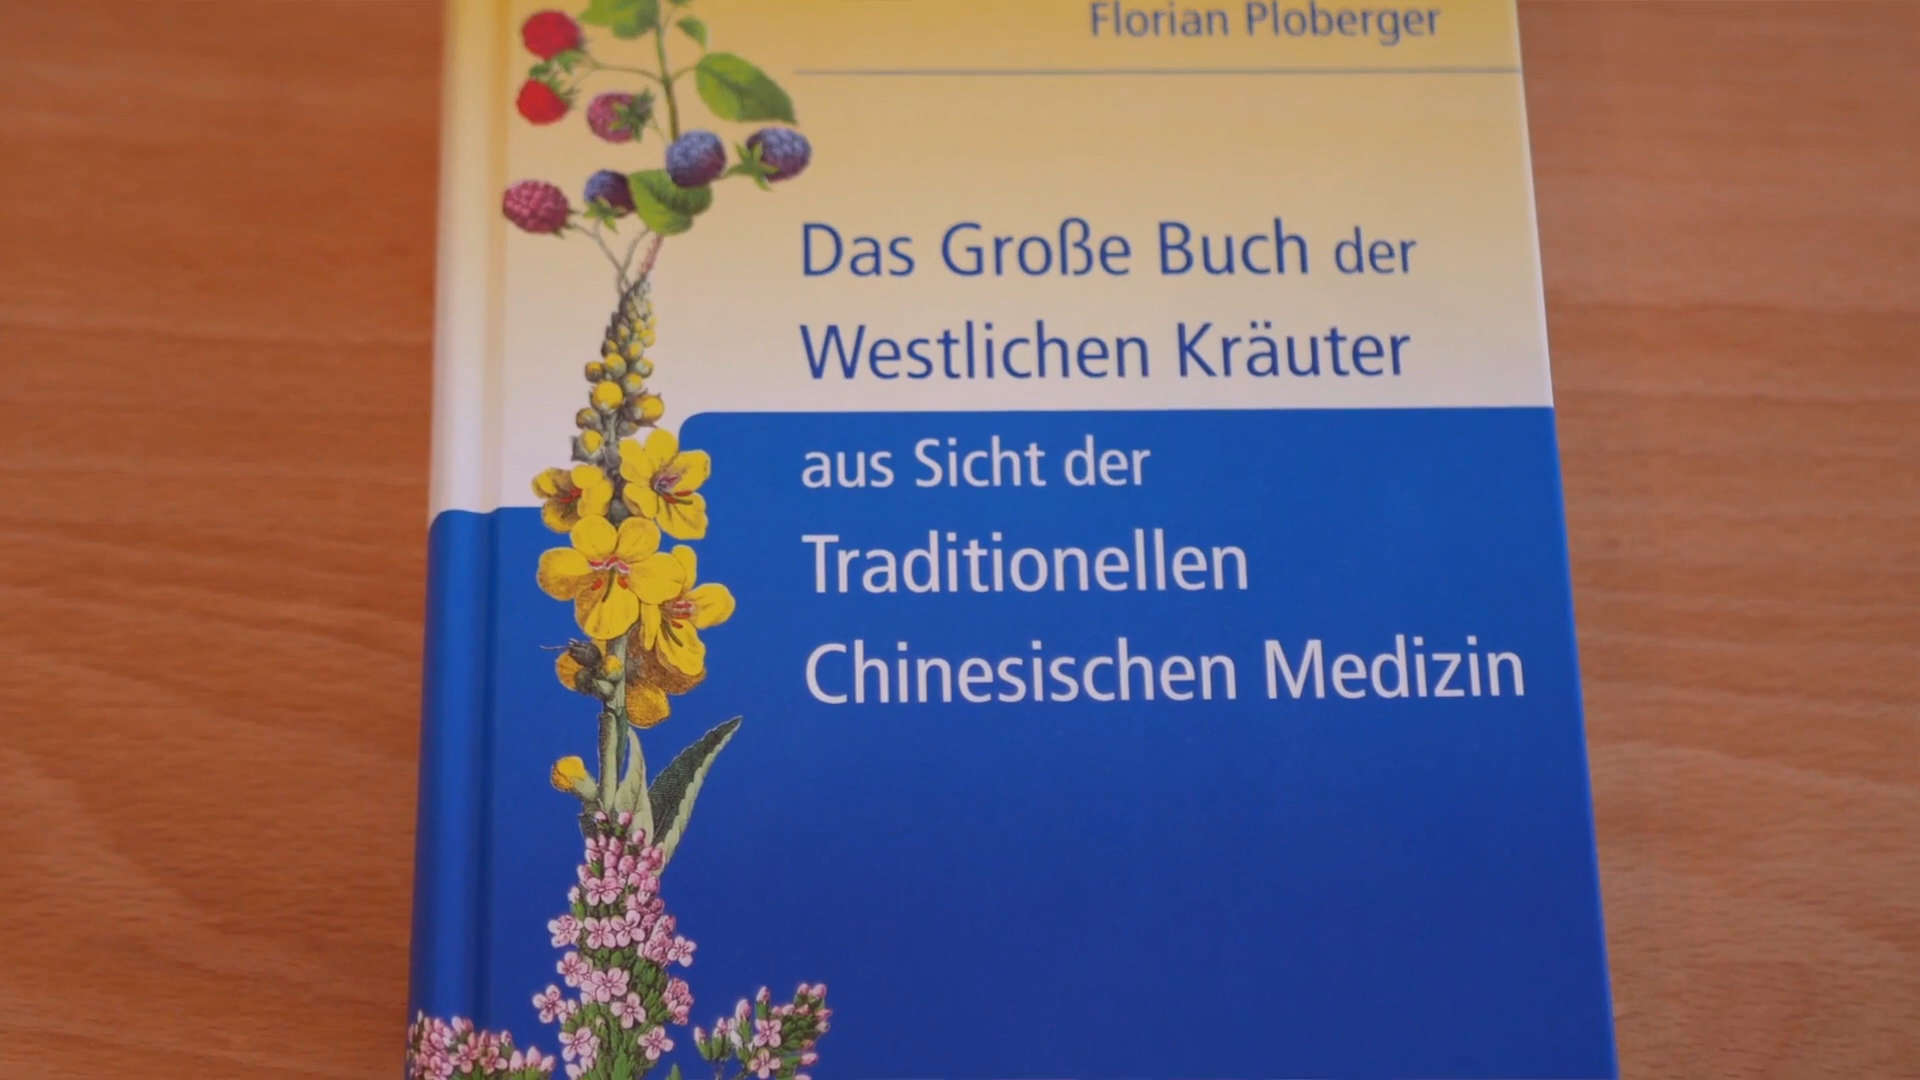 Florian Ploberger
Das Große Buch der
Westlichen Kräuter
aus Sicht der
Traditionellen
Chinesischen Medizin